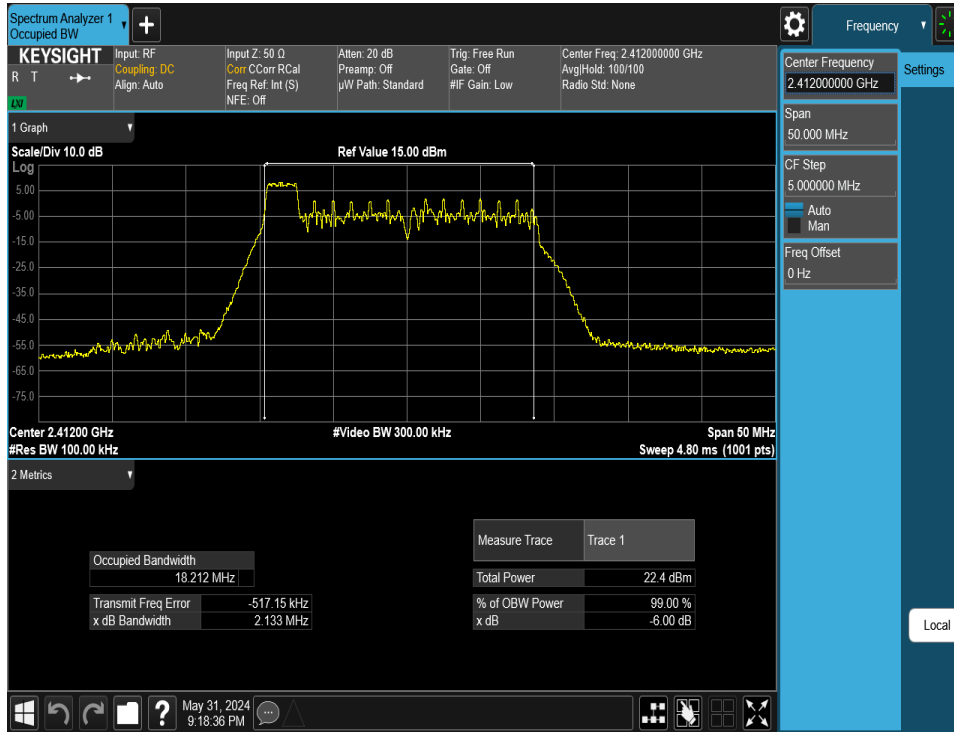 Spectrum Analyzer 1
Occupied BW
+
Frequency
KEYSIGHT
R T
LXI
Input: RF
Coupling: DC
Align: Auto
Input Z: 50 Ω
Corr CCorr RCal
Freq Ref: Int (S)
NFE: Off
Atten: 20 dB
Preamp: Off
µW Path: Standard
Trig: Free Run
Gate: Off
#IF Gain: Low
Center Freq: 2.412000000 GHz
Avg|Hold: 100/100
Radio Std: None
Center Frequency
2.412000000 GHz
Settings
Span
50.000 MHz
CF Step
5.000000 MHz
Auto
Man
Freq Offset
0 Hz
Local
1 Graph
Scale/Div 10.0 dB
Ref Value 15.00 dBm
Log
5.00
-5.00
-15.0
-25.0
-35.0
-45.0
-55.0
-65.0
-75.0
Center 2.41200 GHz
#Video BW 300.00 kHz
Span 50 MHz
#Res BW 100.00 kHz
Sweep 4.80 ms (1001 pts)
2 Metrics
Occupied Bandwidth
18.212 MHz
Transmit Freq Error -517.15 kHz
x dB Bandwidth 2.133 MHz
Measure Trace Trace 1
Total Power 22.4 dBm
% of OBW Power 99.00 %
x dB -6.00 dB
?
May 31, 2024
9:18:36 PM